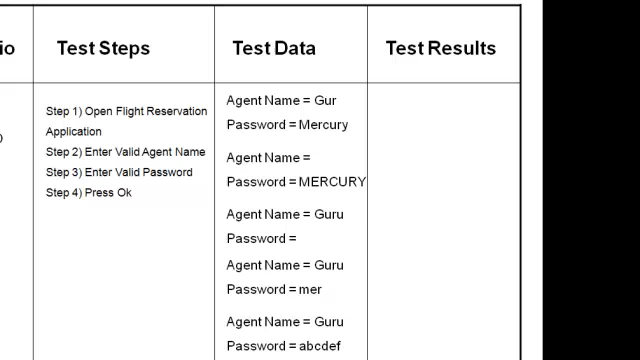 io
Test Steps
Test Data
Test Results
Step 1) Open Flight Reservation
Application
Step 2) Enter Valid Agent Name
Step 3) Enter Valid Password
Step 4) Press Ok
Agent Name = Gur
Password = Mercury
Agent Name =
Password = MERCURY
Agent Name = Guru
Password =
Agent Name = Guru
Password = mer
Agent Name = Guru
Password = abcdef